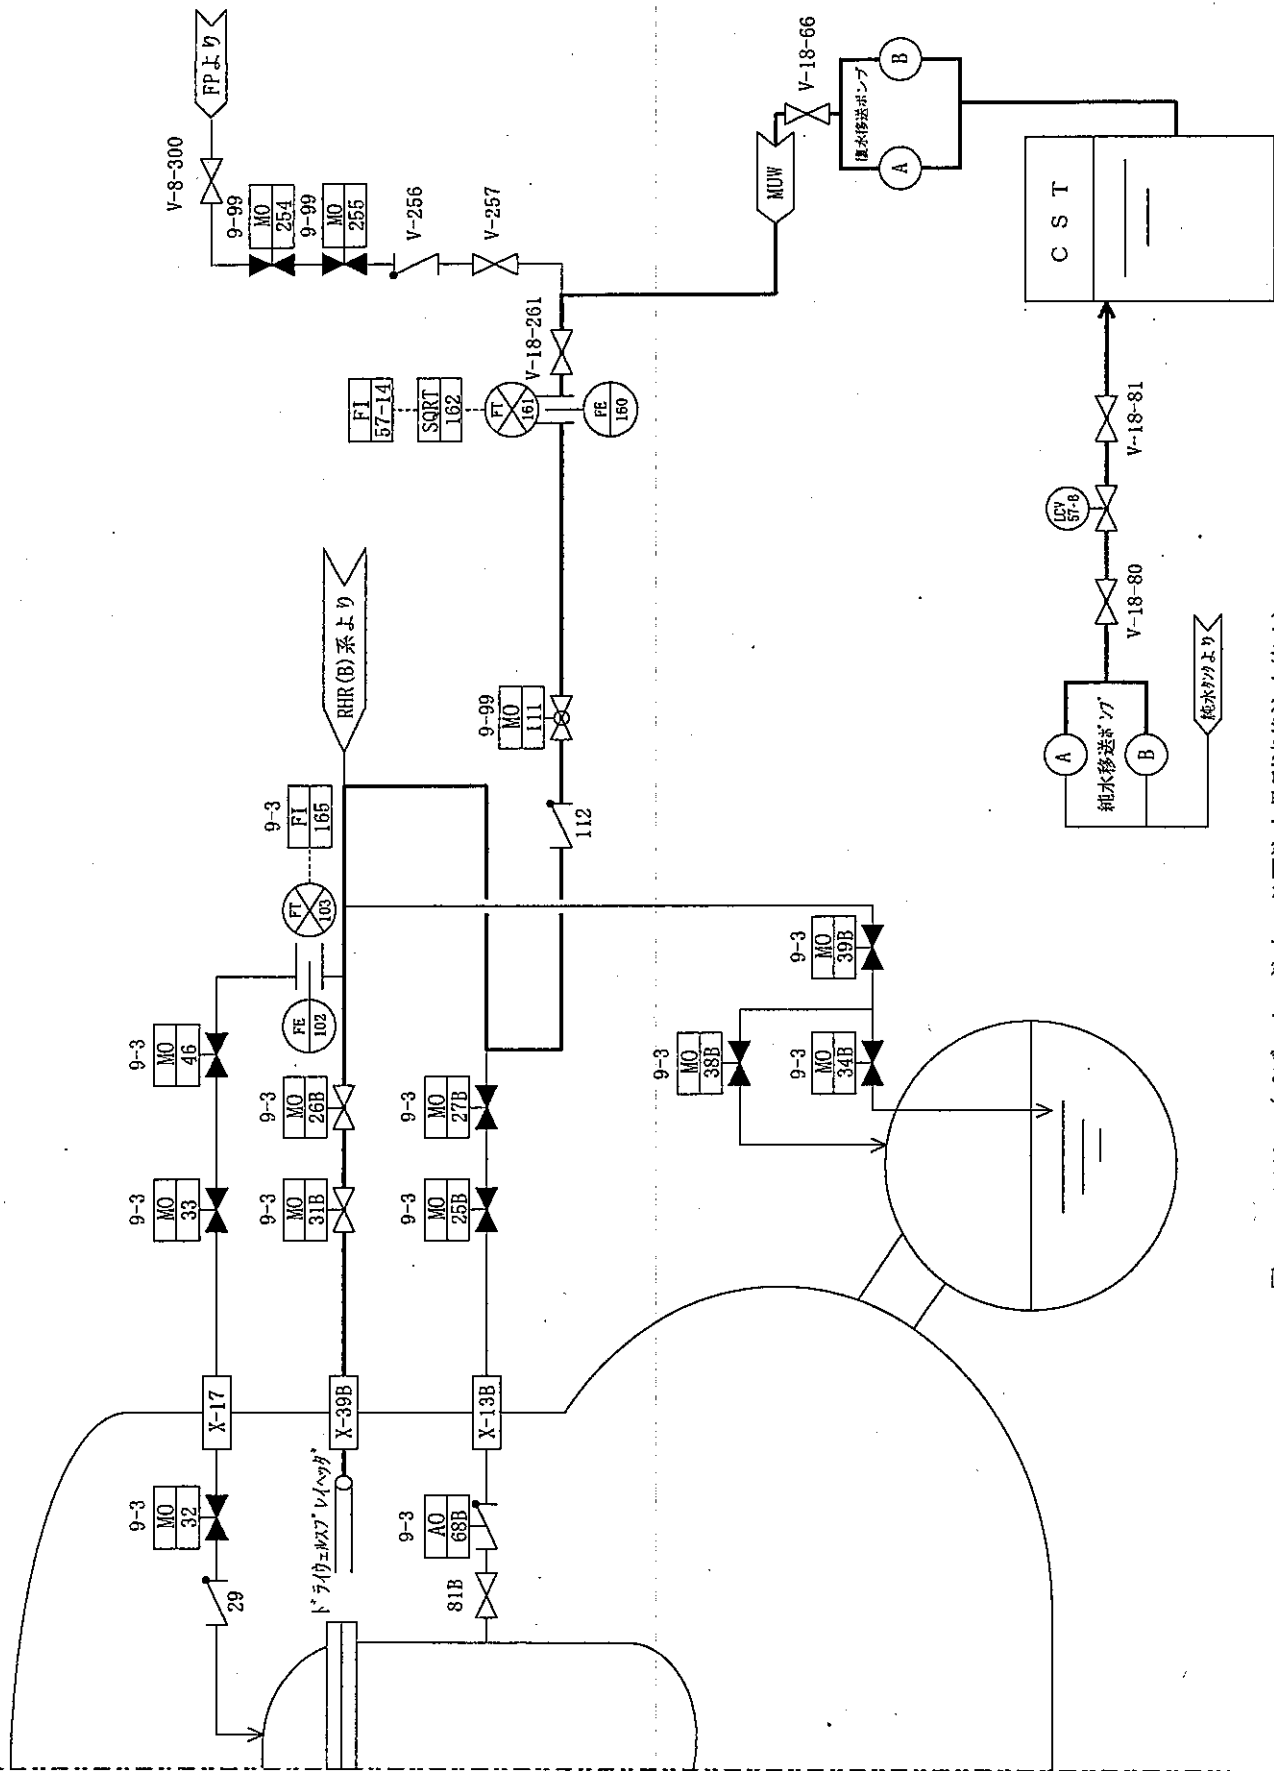 FPより
V-8-300
9-99
MO
254
9-99
MO
255
V-256
V-257
V-18-261
FI
57-14
SQRT
162
FT
161
FE
160
MUW
V-18-66
復水移送ポンプ
A
B
CST
V-18-81
LCV
57-8
V-18-80
純水移送ポンプ
A
B
純水タンクより
RHR(B)系より
9-99
MO
111
112
9-3
FI
165
FT
103
FE
102
9-3
MO
46
9-3
MO
33
9-3
MO
26B
9-3
MO
31B
9-3
MO
27B
9-3
MO
25B
9-3
MO
39B
9-3
MO
38B
9-3
MO
34B
X-17
X-39B
X-13B
9-3
MO
32
29
ドライウェルスプレイヘッダ
9-3
AO
68B
81B